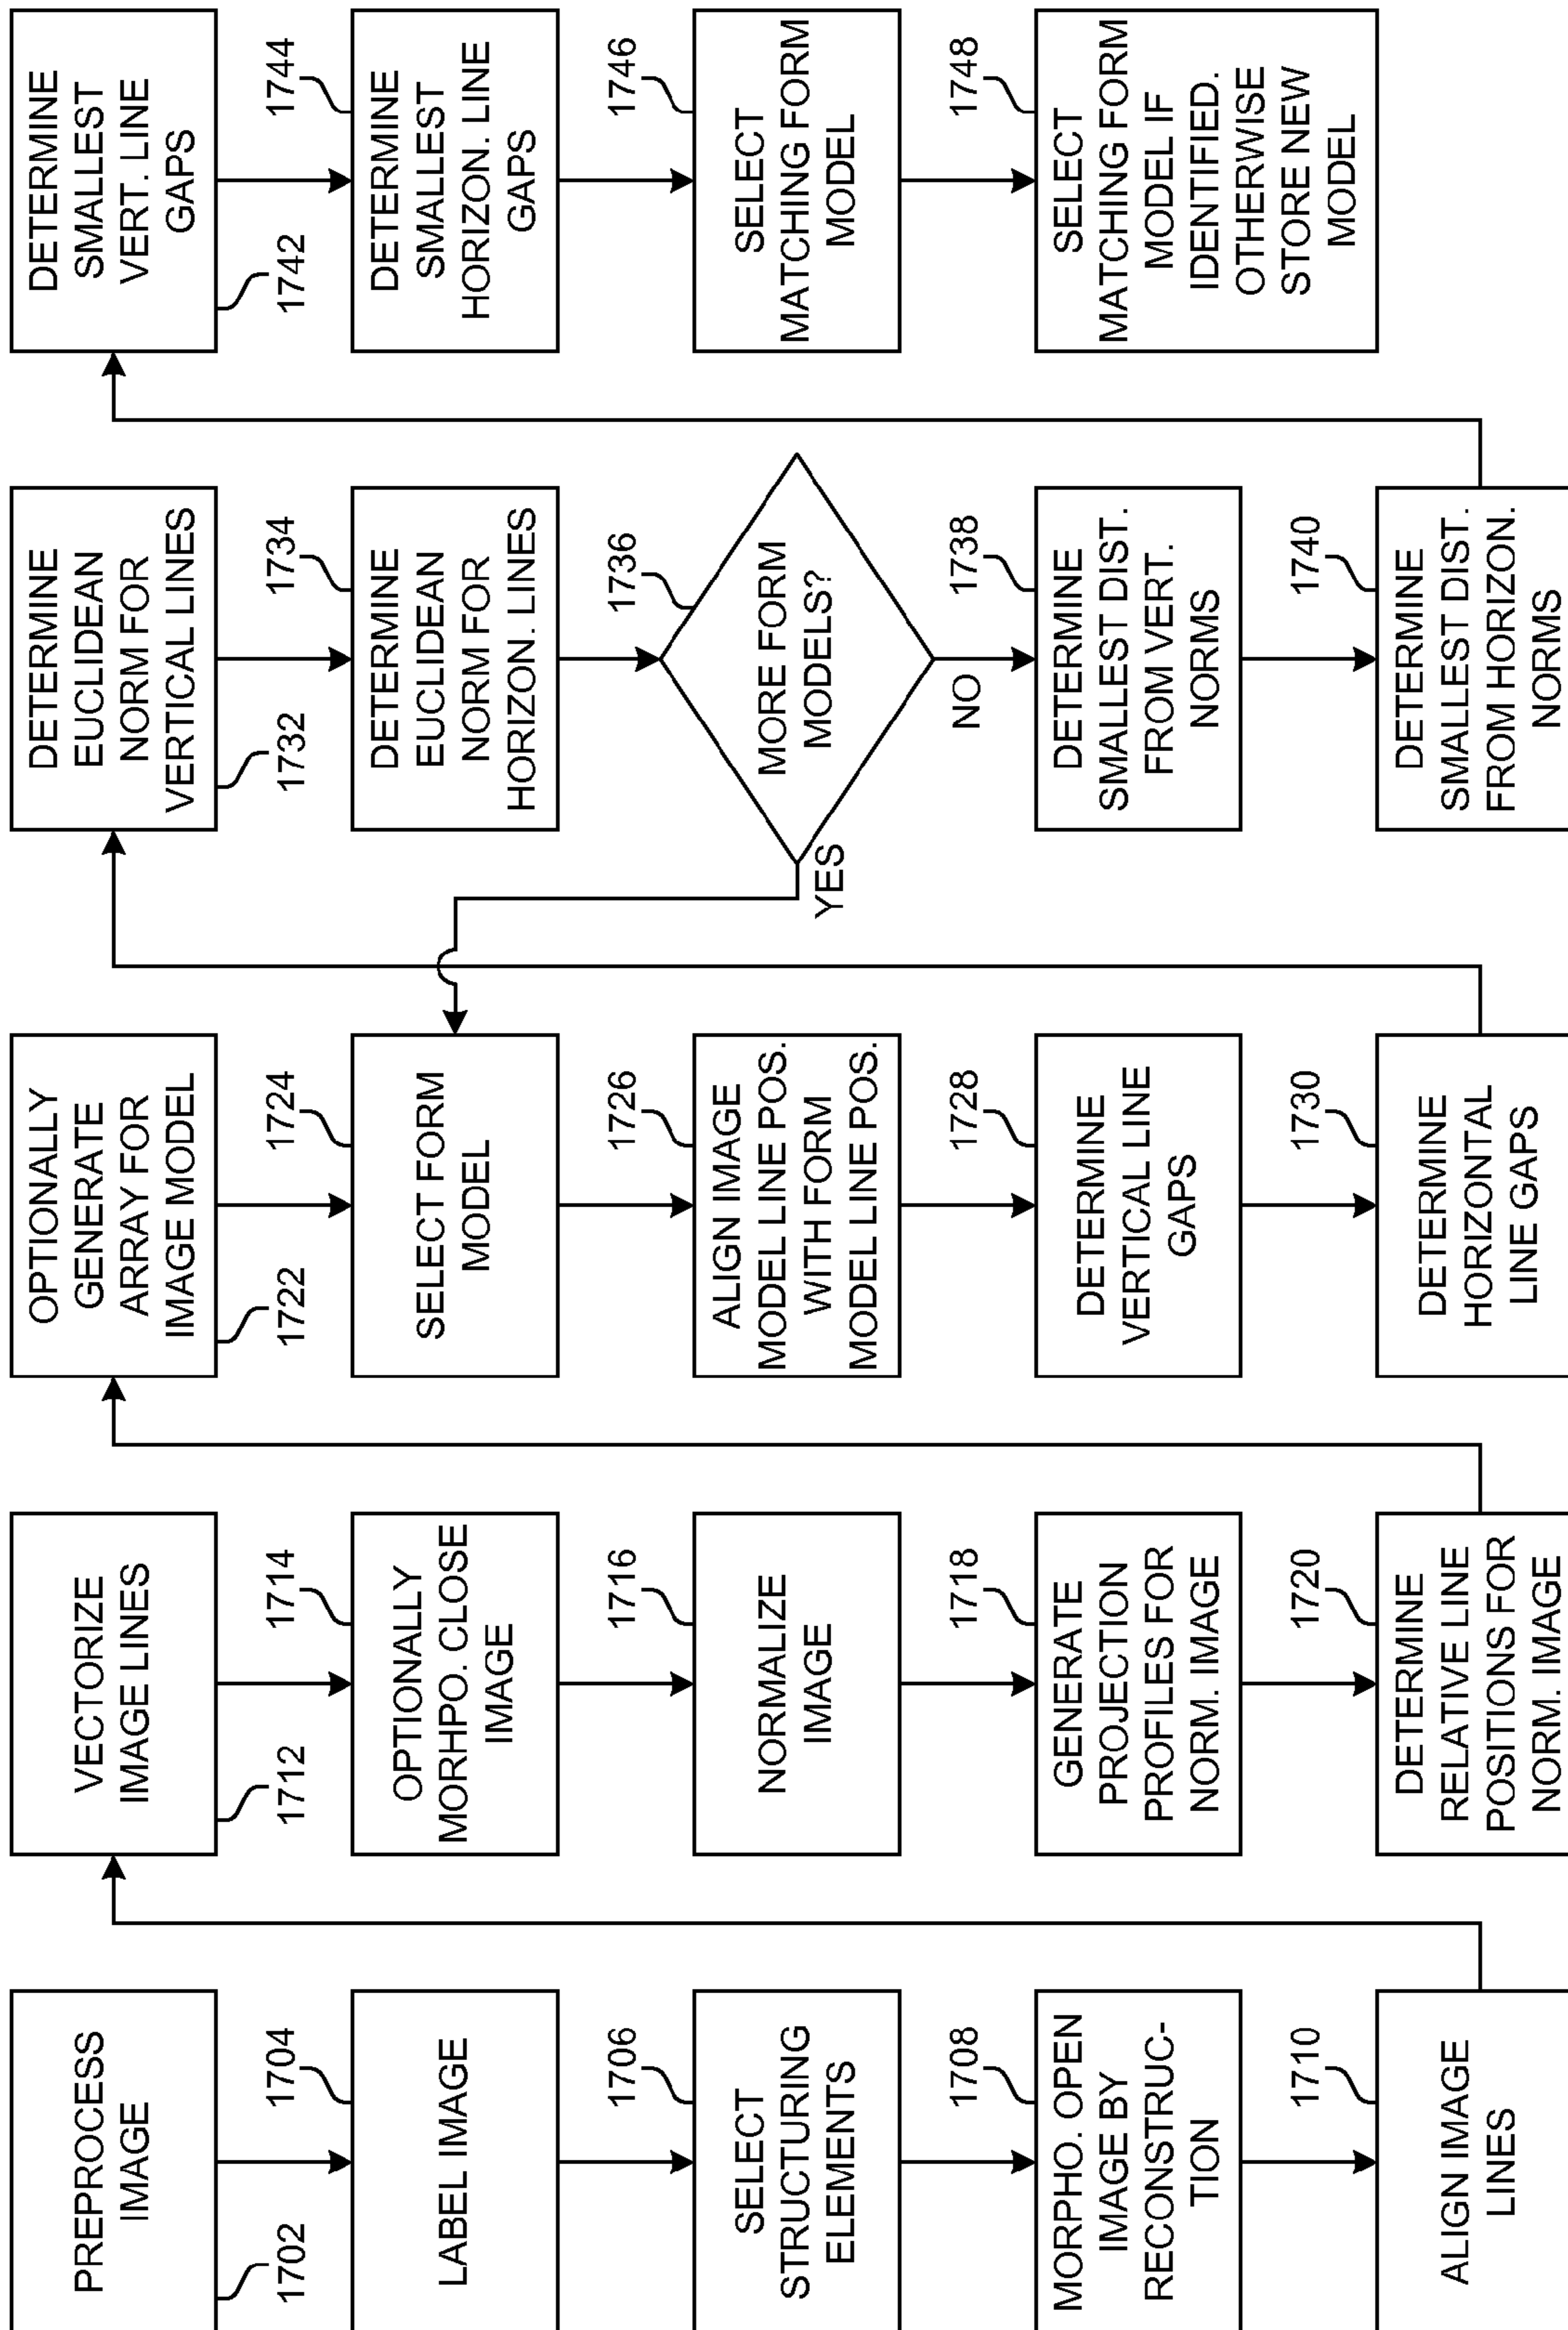 PREPROCESS
IMAGE
1702
LABEL IMAGE
1704
SELECT
STRUCTURING
ELEMENTS
1706
MORPHO. OPEN
IMAGE BY
RECONSTRUC-
TION
1708
ALIGN IMAGE
LINES
1710
VECTORIZE
IMAGE LINES
1712
OPTIONALLY
MORHPO. CLOSE
IMAGE
1714
NORMALIZE
IMAGE
1716
GENERATE
PROJECTION
PROFILES FOR
NORM. IMAGE
1718
DETERMINE
RELATIVE LINE
POSITIONS FOR
NORM. IMAGE
1720
OPTIONALLY
GENERATE
ARRAY FOR
IMAGE MODEL
1722
SELECT FORM
MODEL
1724
ALIGN IMAGE
MODEL LINE POS.
WITH FORM
MODEL LINE POS.
1726
DETERMINE
VERTICAL LINE
GAPS
1728
DETERMINE
HORIZONTAL
LINE GAPS
1730
DETERMINE
EUCLIDEAN
NORM FOR
VERTICAL LINES
1732
DETERMINE
EUCLIDEAN
NORM FOR
HORIZON. LINES
1734
MORE FORM
MODELS?
1736
YES
NO
DETERMINE
SMALLEST DIST.
FROM VERT.
NORMS
1738
DETERMINE
SMALLEST DIST.
FROM HORIZON.
NORMS
1740
DETERMINE
SMALLEST
VERT. LINE
GAPS
1742
DETERMINE
SMALLEST
HORIZON. LINE
GAPS
1744
SELECT
MATCHING FORM
MODEL
1746
SELECT
MATCHING FORM
MODEL IF
IDENTIFIED.
OTHERWISE
STORE NEW
MODEL
1748